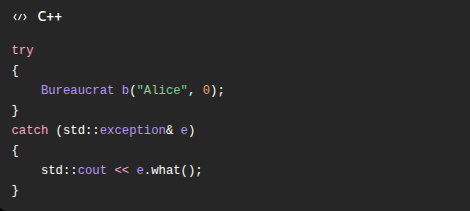 C++
try
{
    Bureaucrat b("Alice", 0);
}
catch (std::exception& e)
{
    std::cout << e.what();
}